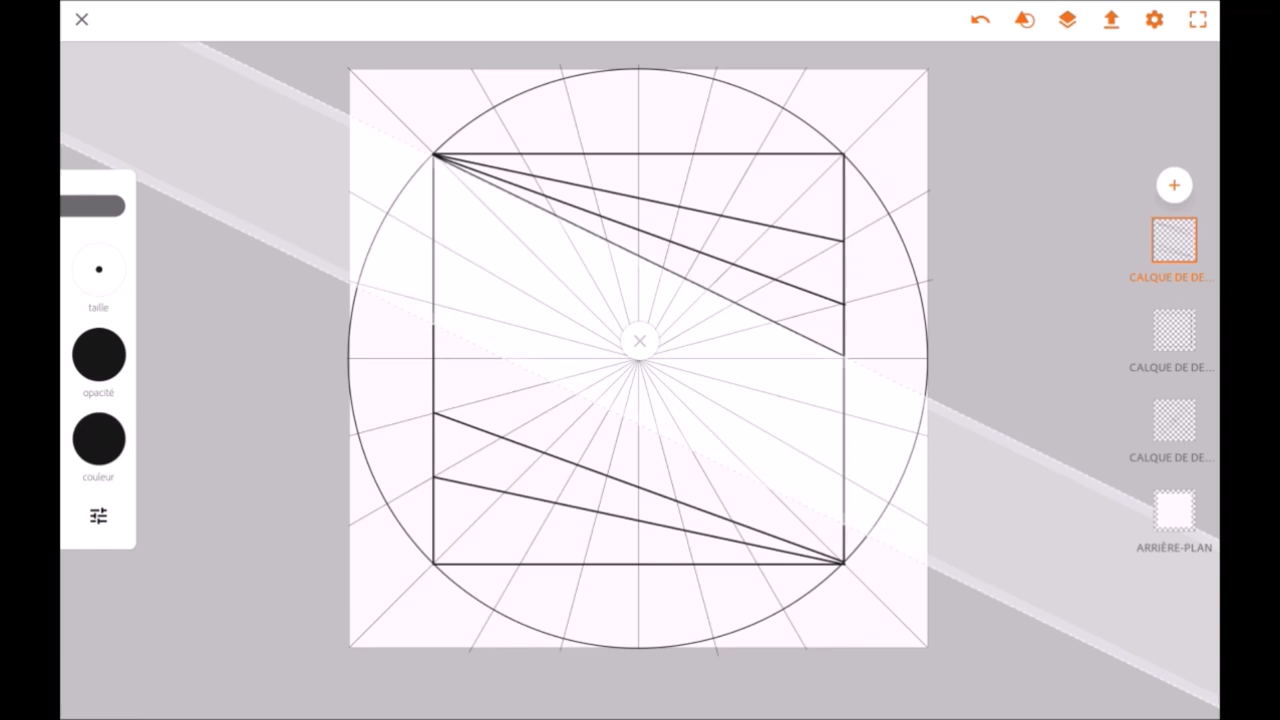 taille
opacité
couleur
CALQUE DE DE...
CALQUE DE DE...
CALQUE DE DE...
ARRIÈRE-PLAN